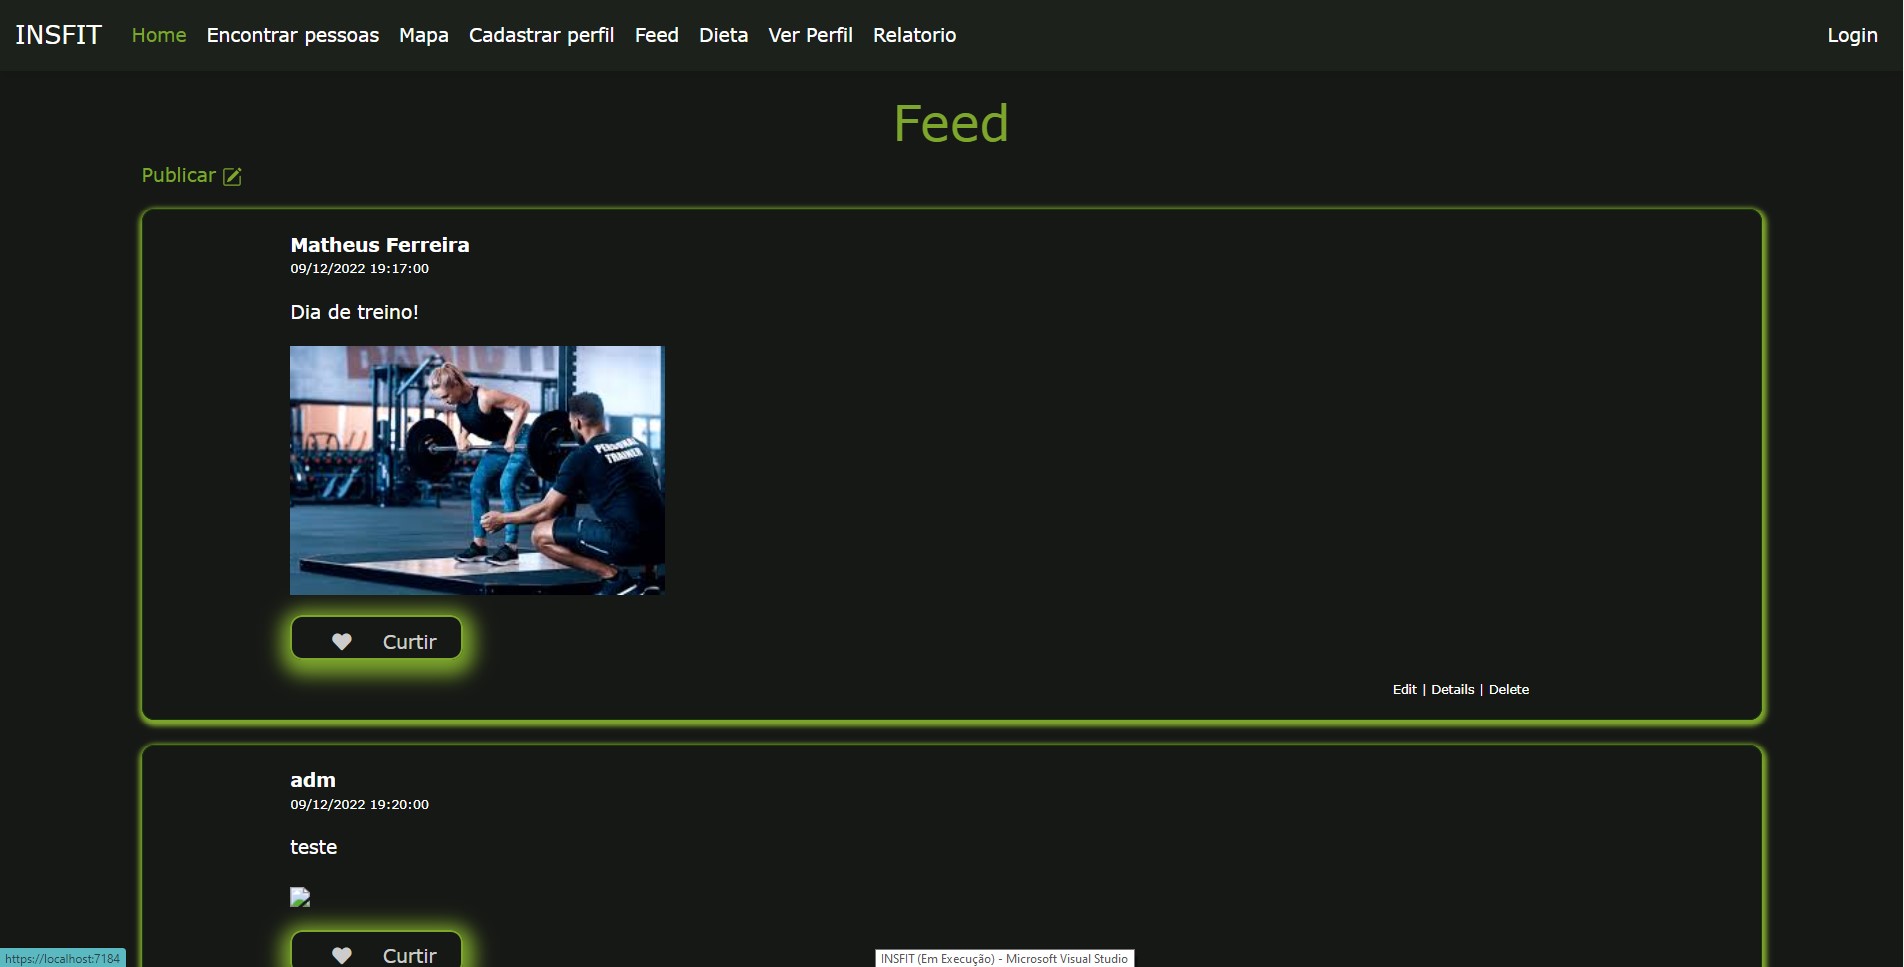 INSFIT Home Encontrar pessoas Mapa Cadastrar perfil Feed Dieta Ver Perfil Relatorio Login
Feed
Publicar
Matheus Ferreira
09/12/2022 19:17:00
Dia de treino!
PERSONAL
TRAINER
Curtir
Edit | Details | Delete
adm
09/12/2022 19:20:00
teste
Curtir
https://localhost:7184
INSFIT (Em Execução) - Microsoft Visual Studio